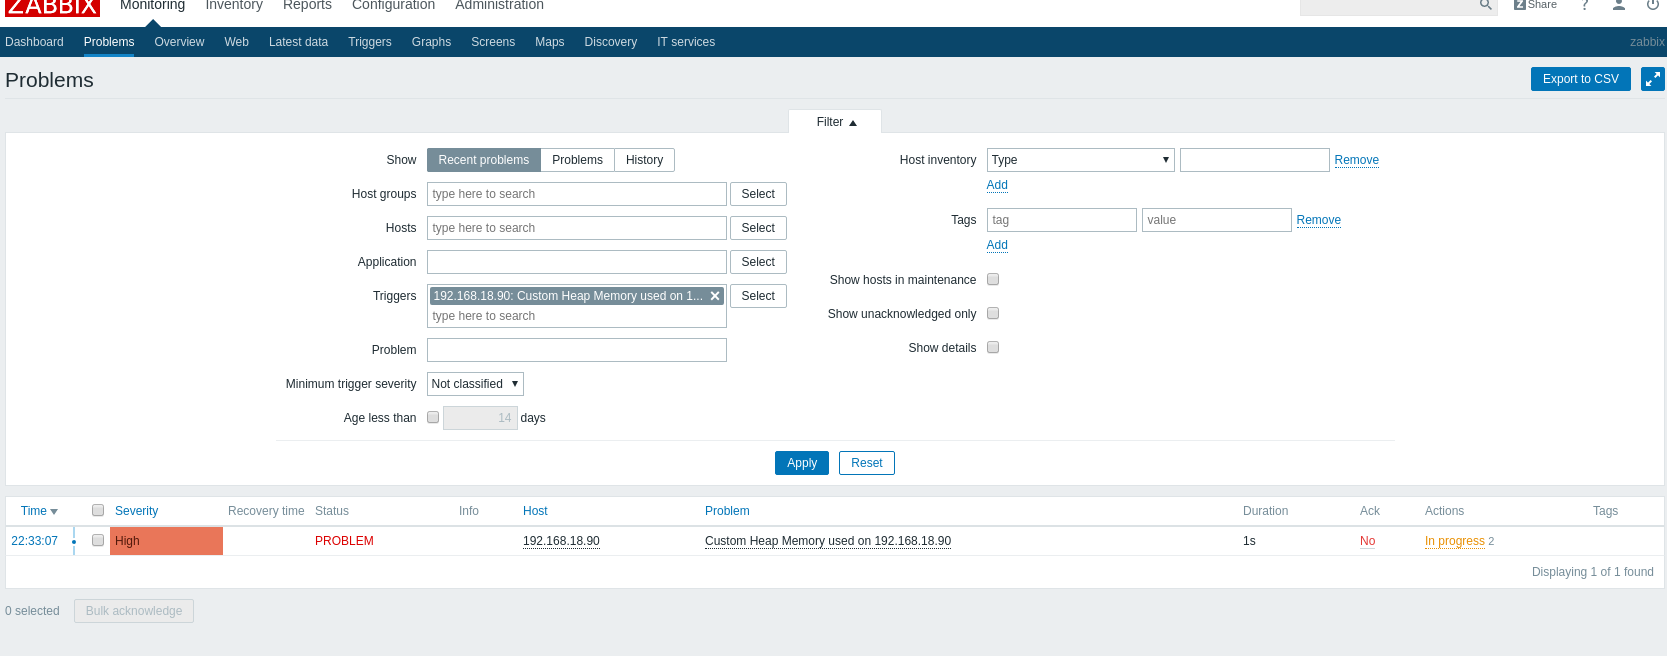 ZABBIX Monitoring Inventory Reports Configuration Administration Z Share ?
Dashboard Problems Overview Web Latest data Triggers Graphs Screens Maps Discovery IT services zabbix
Problems Export to CSV
Filter
Show Recent problems Problems History Host inventory Type Remove
Add
Host groups type here to search Select
Tags tag value Remove
Hosts type here to search Select
Add
Application Select
Show hosts in maintenance
Triggers 192.168.18.90: Custom Heap Memory used on 1... Select
type here to search
Show unacknowledged only
Problem
Show details
Minimum trigger severity Not classified
Age less than 14 days
Apply Reset
Time Severity Recovery time Status Info Host Problem Duration Ack Actions Tags
22:33:07 High PROBLEM 192.168.18.90 Custom Heap Memory used on 192.168.18.90 1s No In progress 2
Displaying 1 of 1 found
0 selected Bulk acknowledge